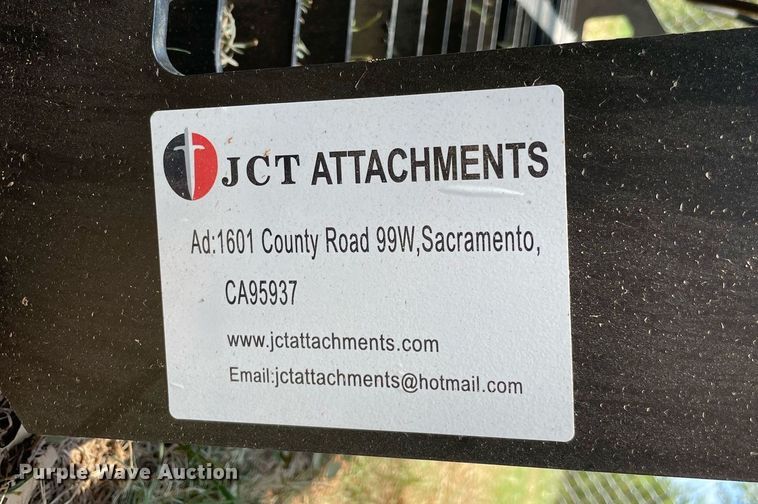 JCT ATTACHMENTS
Ad:1601 County Road 99W,Sacramento,
CA95937
www.jctattachments.com
Email:jctattachments@hotmail.com
Purple Wave Auction